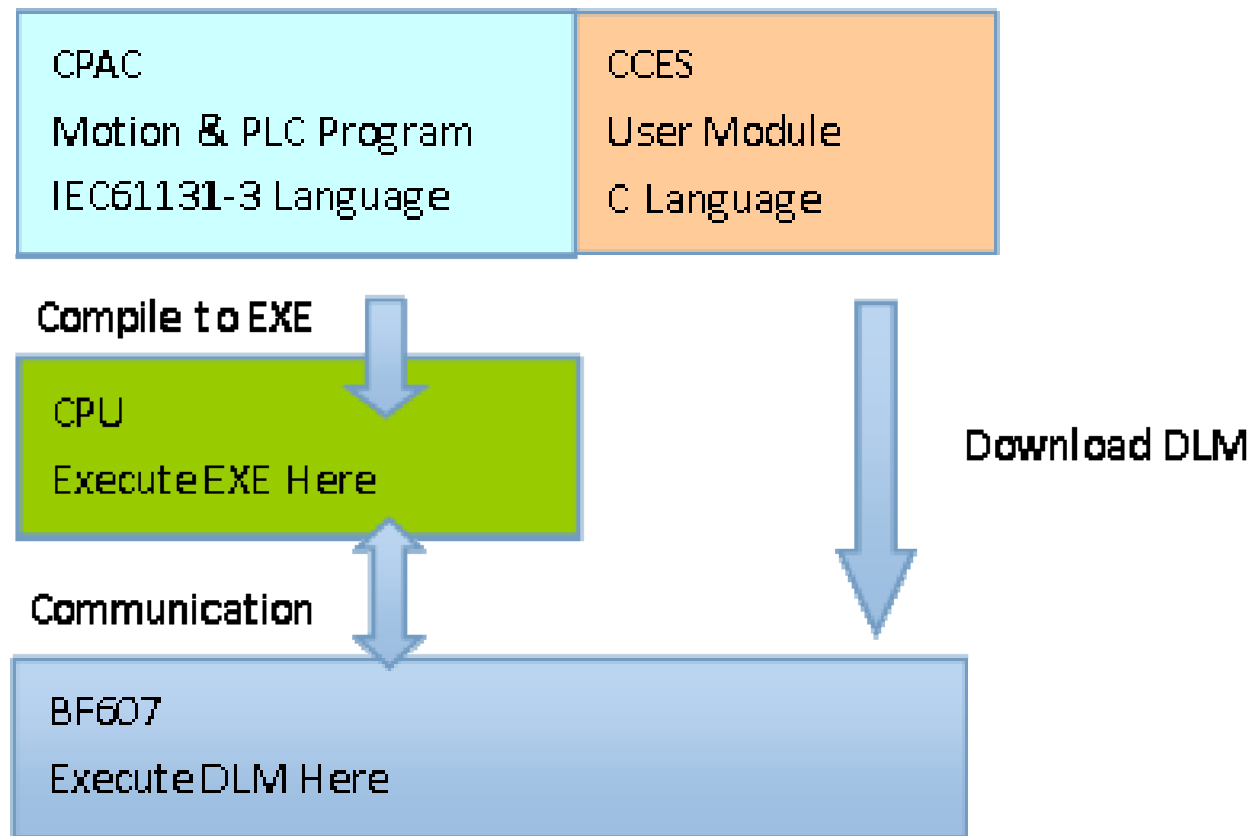 CPAC
Motion & PLC Program
IEC61131-3 Language
CCES
User Module
C Language
Compile to EXE
CPU
Execute EXE Here
Download DLM
Communication
BF607
Execute DLM Here